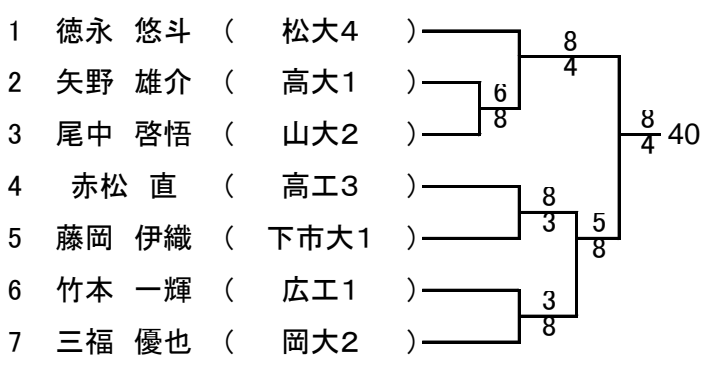 1 徳永 悠斗 ( 松大4 )
8
4
2 矢野 雄介 ( 高大1 )
6
8
3 尾中 啓悟 ( 山大2 )
8
4 40
4 赤松 直 ( 高工3 )
8
3
5 藤岡 伊織 ( 下市大1 )
5
8
6 竹本 一輝 ( 広工1 )
3
8
7 三福 優也 ( 岡大2 )